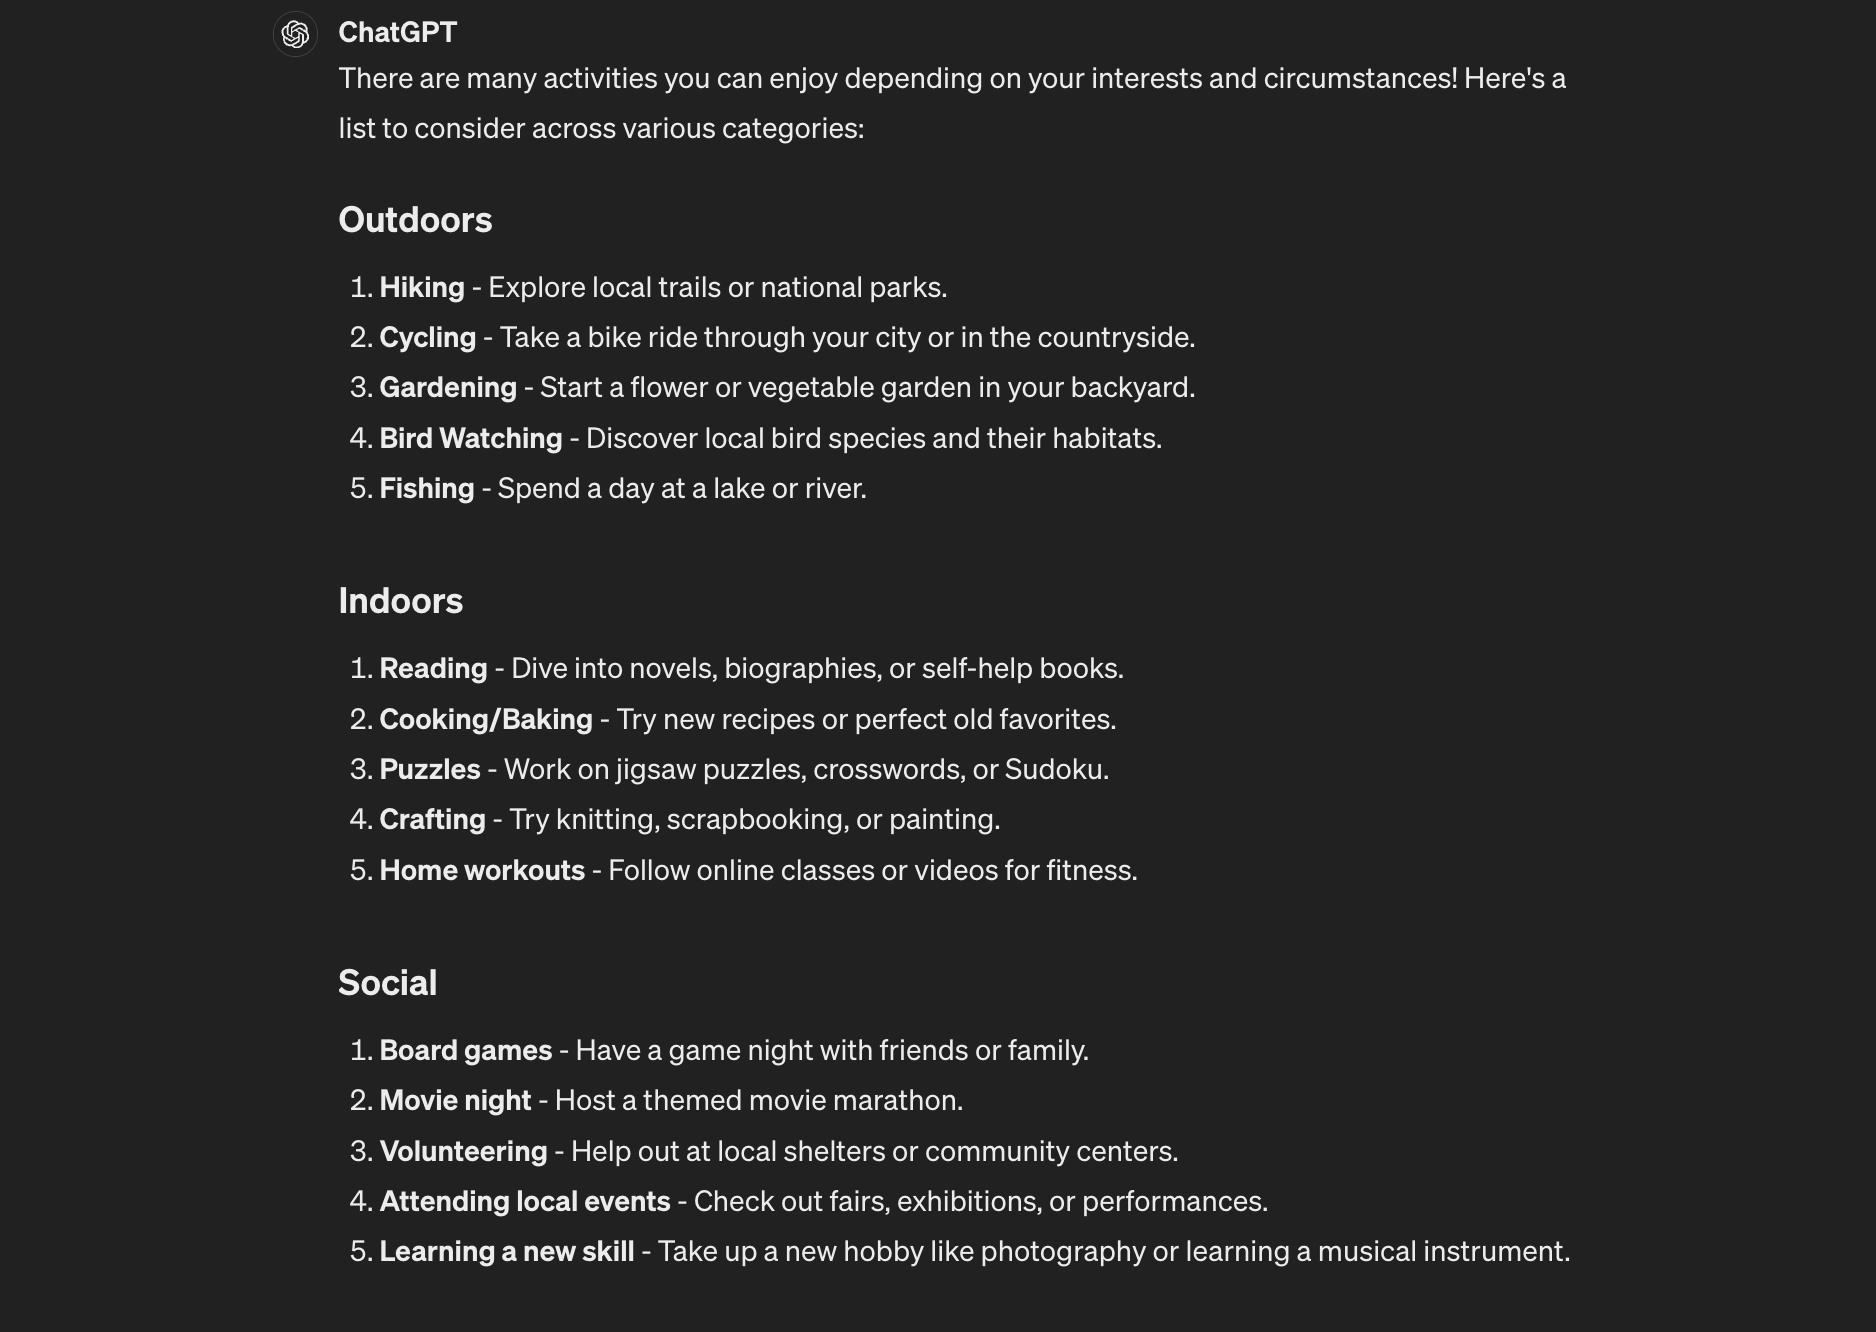 ChatGPT
There are many activities you can enjoy depending on your interests and circumstances! Here's a
list to consider across various categories:
Outdoors
1. Hiking - Explore local trails or national parks.
2. Cycling - Take a bike ride through your city or in the countryside.
3. Gardening - Start a flower or vegetable garden in your backyard.
4. Bird Watching - Discover local bird species and their habitats.
5. Fishing - Spend a day at a lake or river.
Indoors
1. Reading - Dive into novels, biographies, or self-help books.
2. Cooking/Baking - Try new recipes or perfect old favorites.
3. Puzzles - Work on jigsaw puzzles, crosswords, or Sudoku.
4. Crafting - Try knitting, scrapbooking, or painting.
5. Home workouts - Follow online classes or videos for fitness.
Social
1. Board games - Have a game night with friends or family.
2. Movie night - Host a themed movie marathon.
3. Volunteering - Help out at local shelters or community centers.
4. Attending local events - Check out fairs, exhibitions, or performances.
5. Learning a new skill - Take up a new hobby like photography or learning a musical instrument.